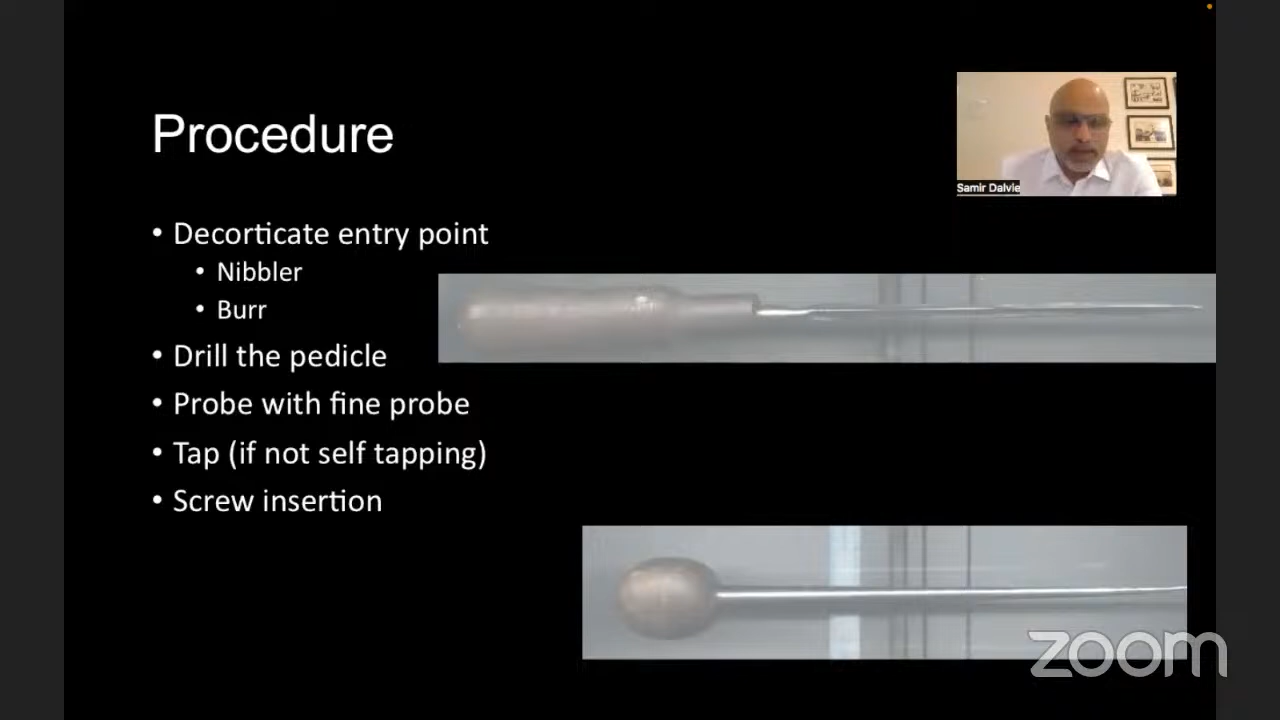 Procedure
Samir Dalvie
• Decorticate entry point
• Nibbler
• Burr
• Drill the pedicle
• Probe with fine probe
• Tap (if not self tapping)
• Screw insertion
zoom